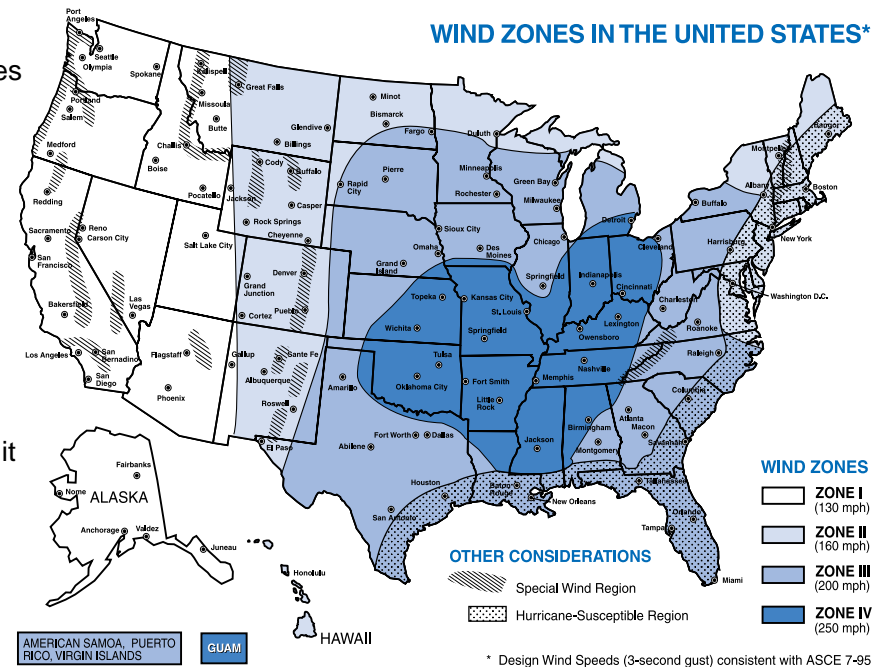 WIND ZONES IN THE UNITED STATES*
es
it
Port
Angeles
Seattle
Olympia
Spokane
Portland
Salem
Medford
Kalispell
Great Falls
Missoula
Butte
Challis
Boise
Pocatello
Glendive
Billings
Cody
Buffalo
Jackson
Casper
Rock Springs
Cheyenne
Minot
Bismarck
Fargo
Duluth
Pierre
Rapid
City
Minneapolis
Rochester
Green Bay
Milwaukee
Detroit
Buffalo
Montpelier
Bangor
Albany
Boston
New York
Redding
Sacramento
Reno
Carson City
San
Francisco
Salt Lake City
Bakersfield
Las
Vegas
Los Angeles
San
Bernadino
San
Diego
Flagstaff
Phoenix
Grand
Junction
Denver
Pueblo
Cortez
Gallup
Sante Fe
Albuquerque
Roswell
El Paso
Sioux City
Omaha
Des
Moines
Grand
Island
Chicago
Springfield
Indianapolis
Cleveland
Cincinnati
Harrisburg
Washington D.C.
Charleston
Roanoke
Raleigh
Topeka
Kansas City
St. Louis
Wichita
Springfield
Lexington
Owensboro
Nashville
Tulsa
Oklahoma City
Fort Smith
Little
Rock
Memphis
Amarillo
Fort Worth
Dallas
Abilene
Jackson
Birmingham
Montgomery
Atlanta
Macon
Columbia
Savannah
Houston
San Antonio
Baton
Rouge
New Orleans
Tallahassee
Orlando
Tampa
Miami
Fairbanks
Nome
ALASKA
Anchorage
Valdez
Juneau
Honolulu
HAWAII
AMERICAN SAMOA, PUERTO
RICO, VIRGIN ISLANDS
GUAM
OTHER CONSIDERATIONS
Special Wind Region
Hurricane-Susceptible Region
WIND ZONES
ZONE I
(130 mph)
ZONE II
(160 mph)
ZONE III
(200 mph)
ZONE IV
(250 mph)
* Design Wind Speeds (3-second gust) consistent with ASCE 7-95